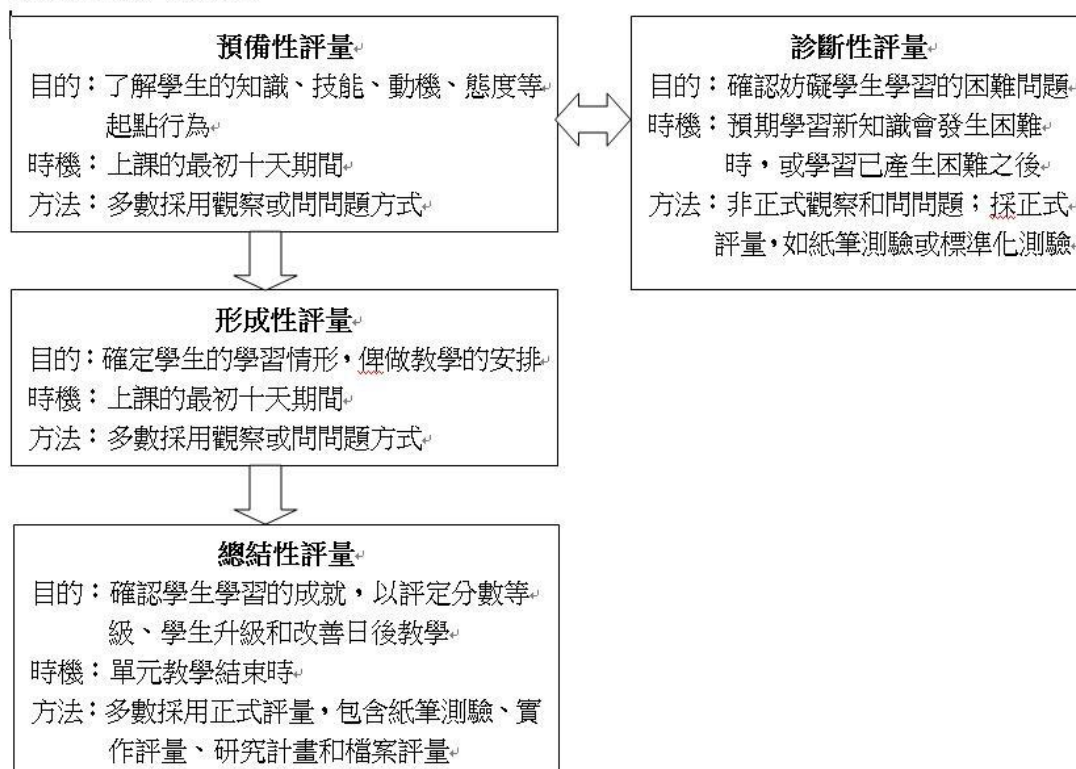 預備性評量
目的：了解學生的知識、技能、動機、態度等
起點行為
時機：上課的最初十天期間
方法：多數採用觀察或問問題方式
診斷性評量
目的：確認妨礙學生學習的困難問題
時機：預期學習新知識會發生困難
時，或學習已產生困難之後
方法：非正式觀察和問問題；採正式
評量，如紙筆測驗或標準化測驗
形成性評量
目的：確定學生的學習情形，俾做教學的安排
時機：上課的最初十天期間
方法：多數採用觀察或問問題方式
總結性評量
目的：確認學生學習的成就，以評定分數等
級、學生升級和改善日後教學
時機：單元教學結束時
方法：多數採用正式評量，包含紙筆測驗、實
作評量、研究計畫和檔案評量